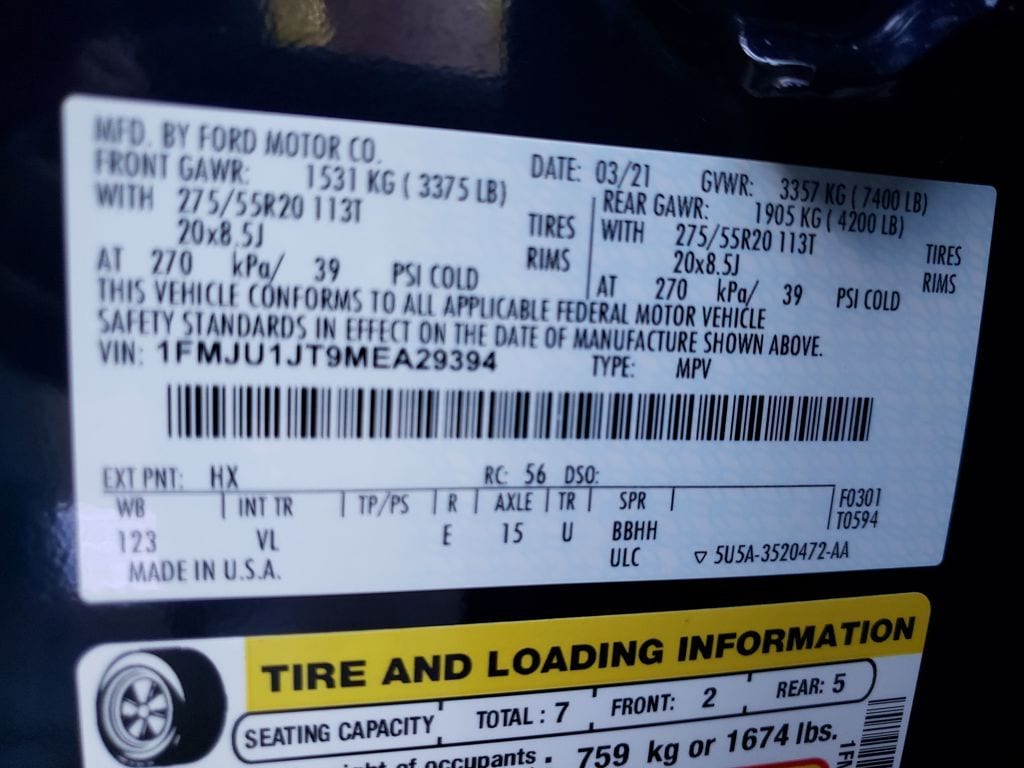 MFD. BY FORD MOTOR CO. DATE: 03/21 GVWR: 3357 KG ( 7400 LB)
FRONT GAWR: 1531 KG ( 3375 LB) REAR GAWR: 1905 KG ( 4200 LB)
WITH 275/55R20 113T TIRES WITH 275/55R20 113T TIRES
20x8.5J RIMS 20x8.5J RIMS
AT 270 kPa/ 39 PSI COLD AT 270 kPa/ 39 PSI COLD
THIS VEHICLE CONFORMS TO ALL APPLICABLE FEDERAL MOTOR VEHICLE
SAFETY STANDARDS IN EFFECT ON THE DATE OF MANUFACTURE SHOWN ABOVE.
VIN: 1FMJU1JT9MEA29394 TYPE: MPV
EXT PNT: HX RC: 56 DSO:
WB INT TR TP/PS R AXLE TR SPR F0301
T0594
123 VL E 15 U BBHH
ULC ▽ 5U5A-3520472-AA
MADE IN U.S.A.
TIRE AND LOADING INFORMATION
SEATING CAPACITY TOTAL : 7 FRONT: 2 REAR: 5
of occupants 759 kg or 1674 lbs.
1FM